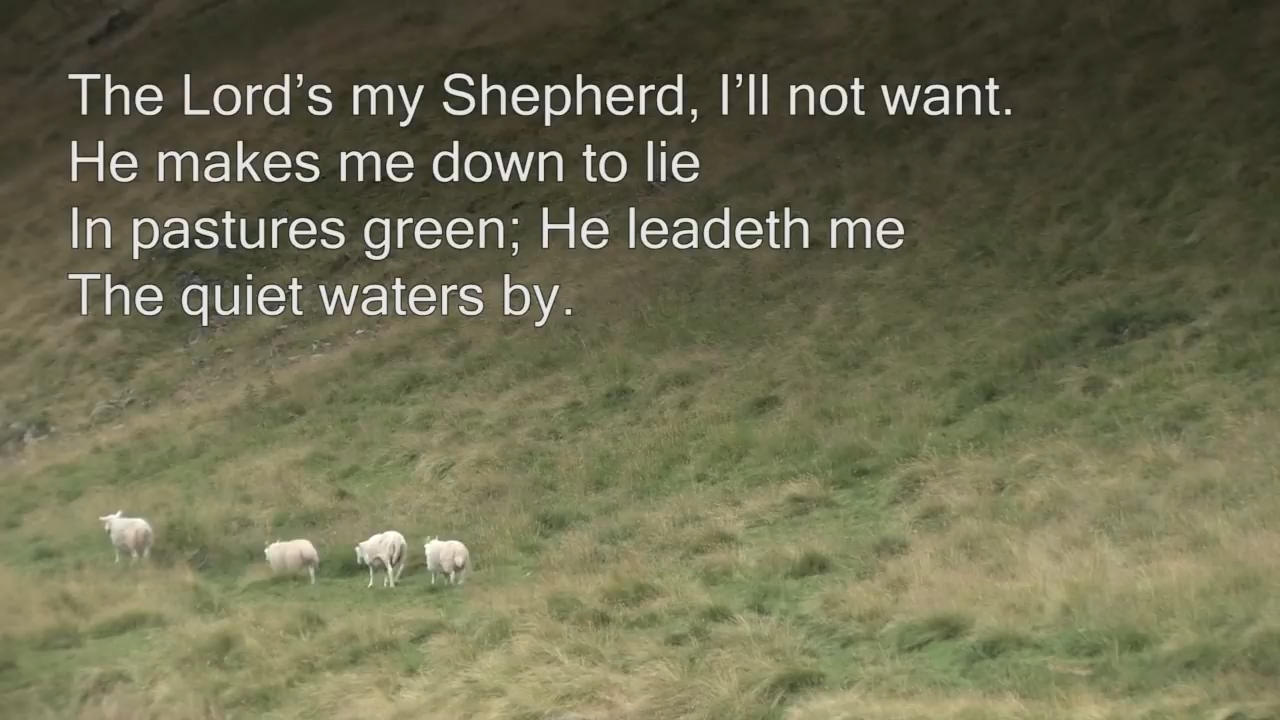 The Lord’s my Shepherd, I’ll not want.
He makes me down to lie
In pastures green; He leadeth me
The quiet waters by.